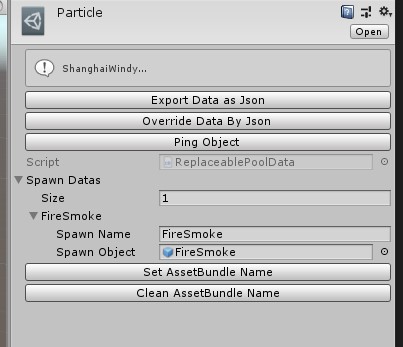 Particle
Open
ShanghaiWindy...
Export Data as Json
Override Data By Json
Ping Object
Script ReplaceablePoolData
Spawn Datas
Size 1
FireSmoke
Spawn Name FireSmoke
Spawn Object FireSmoke
Set AssetBundle Name
Clean AssetBundle Name